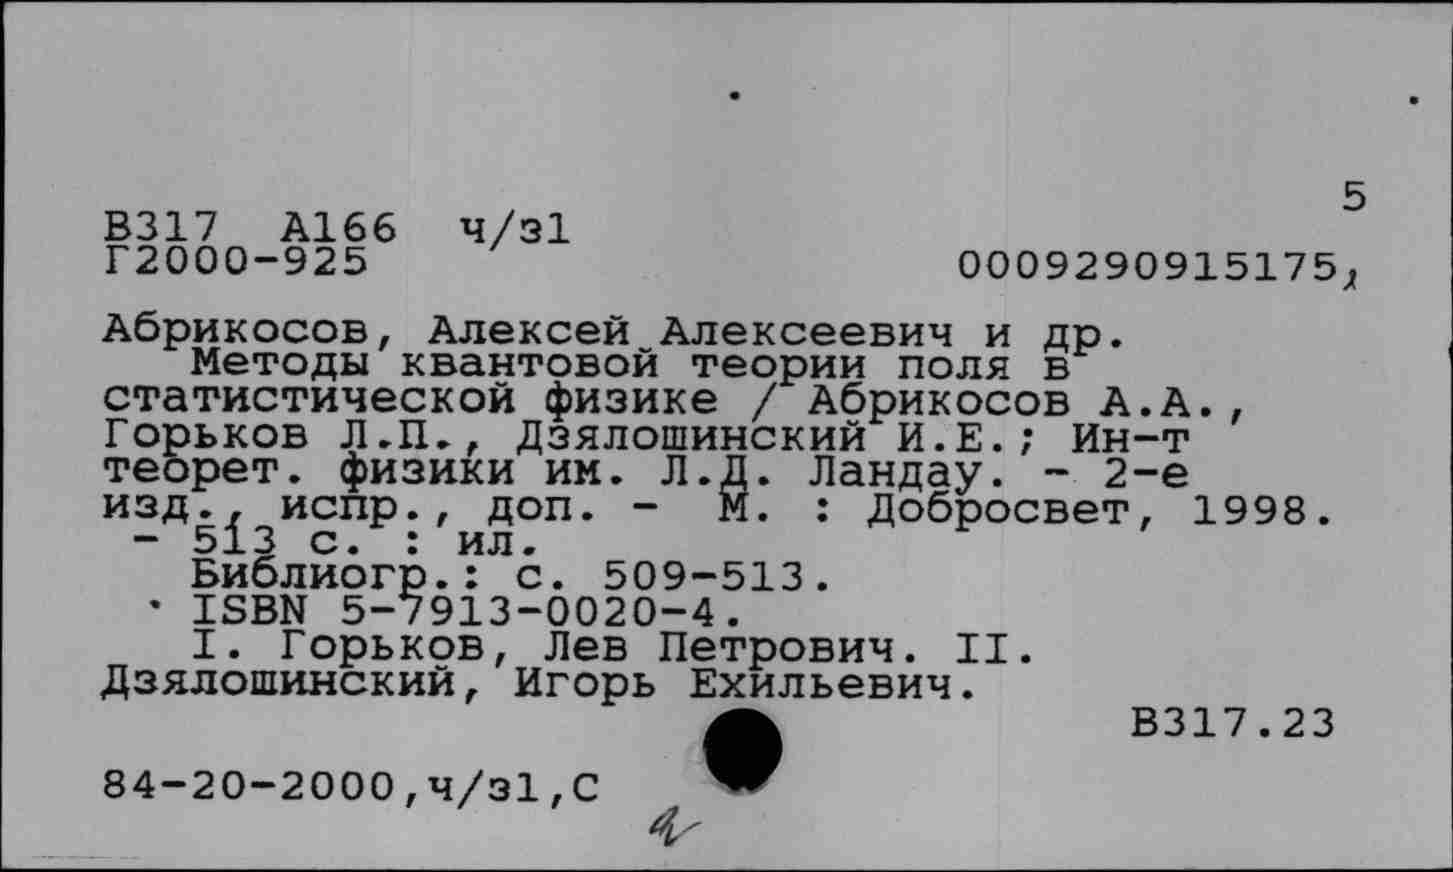 5
В317 А166 ч/з1
Г2000-925 0009290915175
Абрикосов, Алексей Алексеевич и др.
Методы квантовой теории поля в
статистической физике / Абрикосов А.А.,
Горьков Л.П., Дзялошинский И.Е.; Ин-т
теорет. физики им. Л.Д. Ландау. - 2-е
изд., испр., доп. - М. : Добросвет, 1998.
- 513 с. : ил.
Библиогр.: с. 509-513.
ISBN 5-7913-0020-4.
I. Горьков, Лев Петрович. II.
Дзялошинский, Игорь Ехильевич.
В317.23
84-20-2000,ч/з1,С